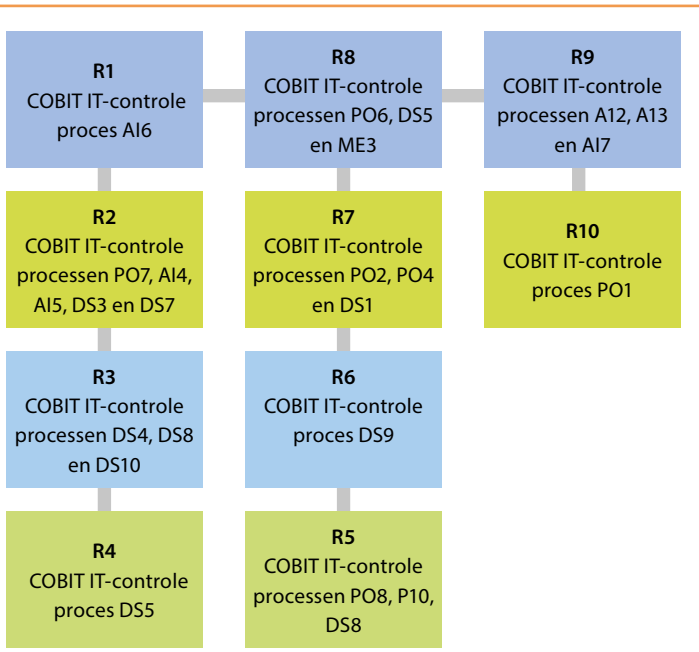 R1
COBIT IT-controle
proces AI6
R8
COBIT IT-controle
processen PO6, DS5
en ME3
R9
COBIT IT-controle
processen A12, A13
en AI7
R2
COBIT IT-controle
processen PO7, AI4,
AI5, DS3 en DS7
R7
COBIT IT-controle
processen PO2, PO4
en DS1
R10
COBIT IT-controle
proces PO1
R3
COBIT IT-controle
processen DS4, DS8
en DS10
R6
COBIT IT-controle
proces DS9
R4
COBIT IT-controle
proces DS5
R5
COBIT IT-controle
processen PO8, P10,
DS8